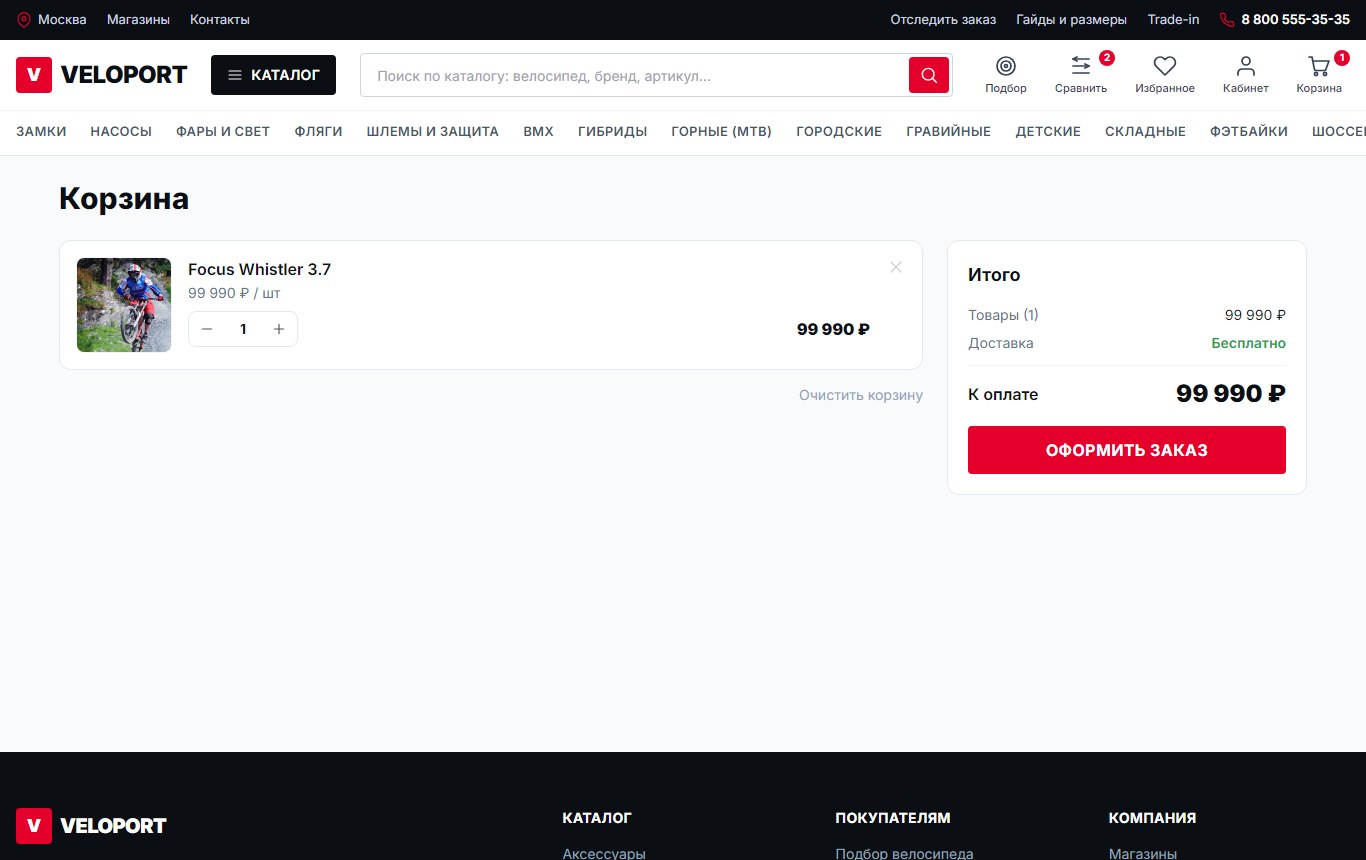 Москва Магазины Контакты Отследить заказ Гайды и размеры Trade-in 8 800 555-35-35
V VELOPORT КАТАЛОГ Поиск по каталогу: велосипед, бренд, артикул... Подбор Сравнить 2 Избранное Кабинет Корзина 1
ЗАМКИ НАСОСЫ ФАРЫ И СВЕТ ФЛЯГИ ШЛЕМЫ И ЗАЩИТА BMX ГИБРИДЫ ГОРНЫЕ (MTB) ГОРОДСКИЕ ГРАВИЙНЫЕ ДЕТСКИЕ СКЛАДНЫЕ ФЭТБАЙКИ
Корзина
Focus Whistler 3.7
99 990 ₽ / шт
1
99 990 ₽
Очистить корзину
Итого
Товары (1) 99 990 ₽
Доставка Бесплатно
К оплате 99 990 ₽
ОФОРМИТЬ ЗАКАЗ
V VELOPORT
КАТАЛОГ
Аксессуары
ПОКУПАТЕЛЯМ
Подбор велосипеда
КОМПАНИЯ
Магазины